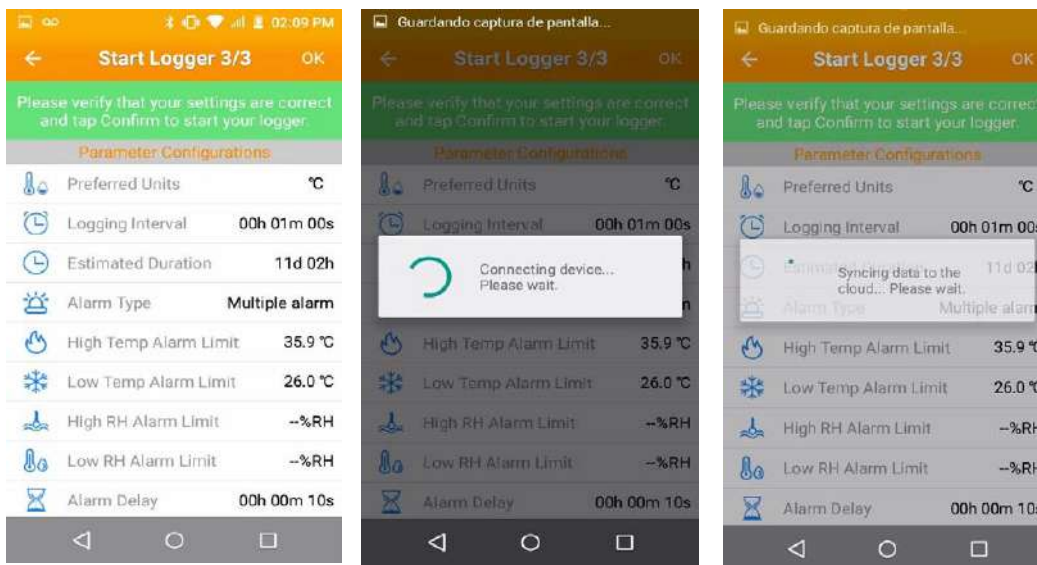 02:09 PM
Start Logger 3/3 OK
Please verify that your settings are correct
and tap Confirm to start your logger.
Parameter Configurations
Preferred Units °C
Logging Interval 00h 01m 00s
Estimated Duration 11d 02h
Alarm Type Multiple alarm
High Temp Alarm Limit 35.9 °C
Low Temp Alarm Limit 26.0 °C
High RH Alarm Limit --%RH
Low RH Alarm Limit --%RH
Alarm Delay 00h 00m 10s
Guardando captura de pantalla...
Start Logger 3/3 OK
Please verify that your settings are correct
and tap Confirm to start your logger.
Parameter Configurations
Preferred Units °C
Logging Interval 00h 01m 00s
h
Connecting device...
Please wait.
High Temp Alarm Limit 35.9 °C
Low Temp Alarm Limit 26.0 °C
High RH Alarm Limit --%RH
Low RH Alarm Limit --%RH
Alarm Delay 00h 00m 10s
Guardando captura de pantalla...
Start Logger 3/3 OK
Please verify that your settings are correct
and tap Confirm to start your logger.
Parameter Configurations
Preferred Units °C
Logging Interval 00h 01m 00s
Estimated Duration 11d 02h
Syncing data to the
cloud... Please wait.
Alarm Type Multiple alarm
High Temp Alarm Limit 35.9 °C
Low Temp Alarm Limit 26.0 °C
High RH Alarm Limit --%RH
Low RH Alarm Limit --%RH
Alarm Delay 00h 00m 10s